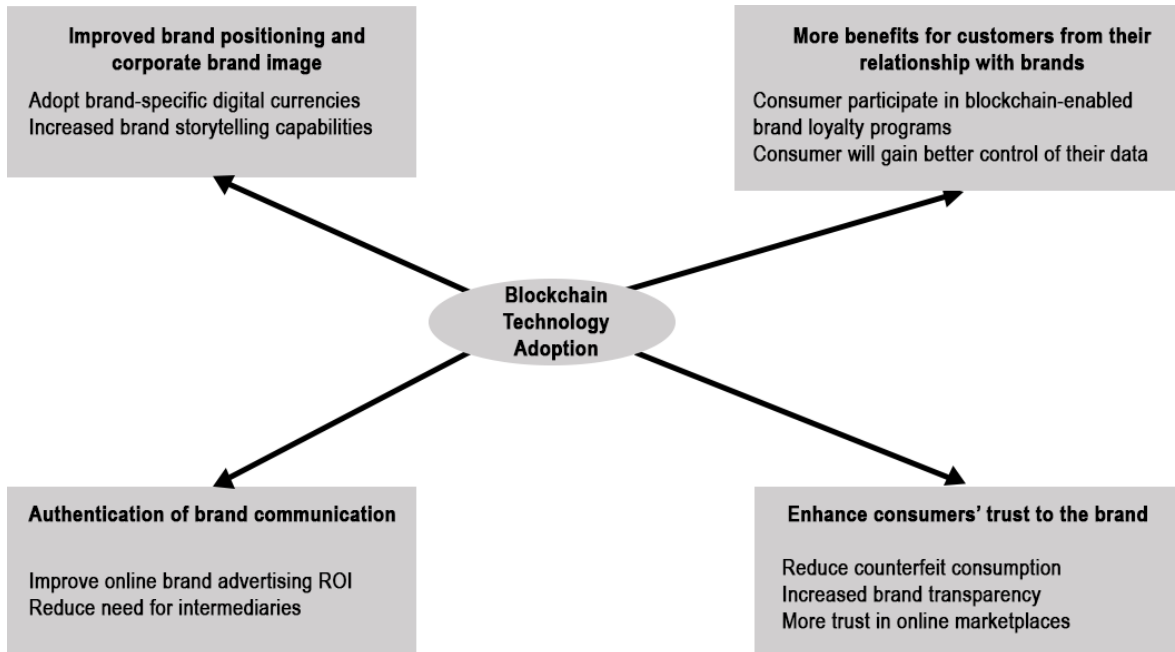 Improved brand positioning and
corporate brand image
Adopt brand-specific digital currencies
Increased brand storytelling capabilities
More benefits for customers from their
relationship with brands
Consumer participate in blockchain-enabled
brand loyalty programs
Consumer will gain better control of their data
Blockchain
Technology
Adoption
Authentication of brand communication
Improve online brand advertising ROI
Reduce need for intermediaries
Enhance consumers’ trust to the brand
Reduce counterfeit consumption
Increased brand transparency
More trust in online marketplaces